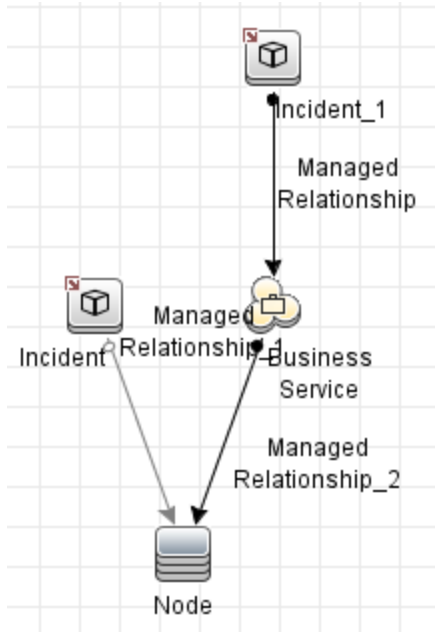 Incident_1
Managed
Relationship
Managed
Relationship_1
Incident
Business
Service
Managed
Relationship_2
Node